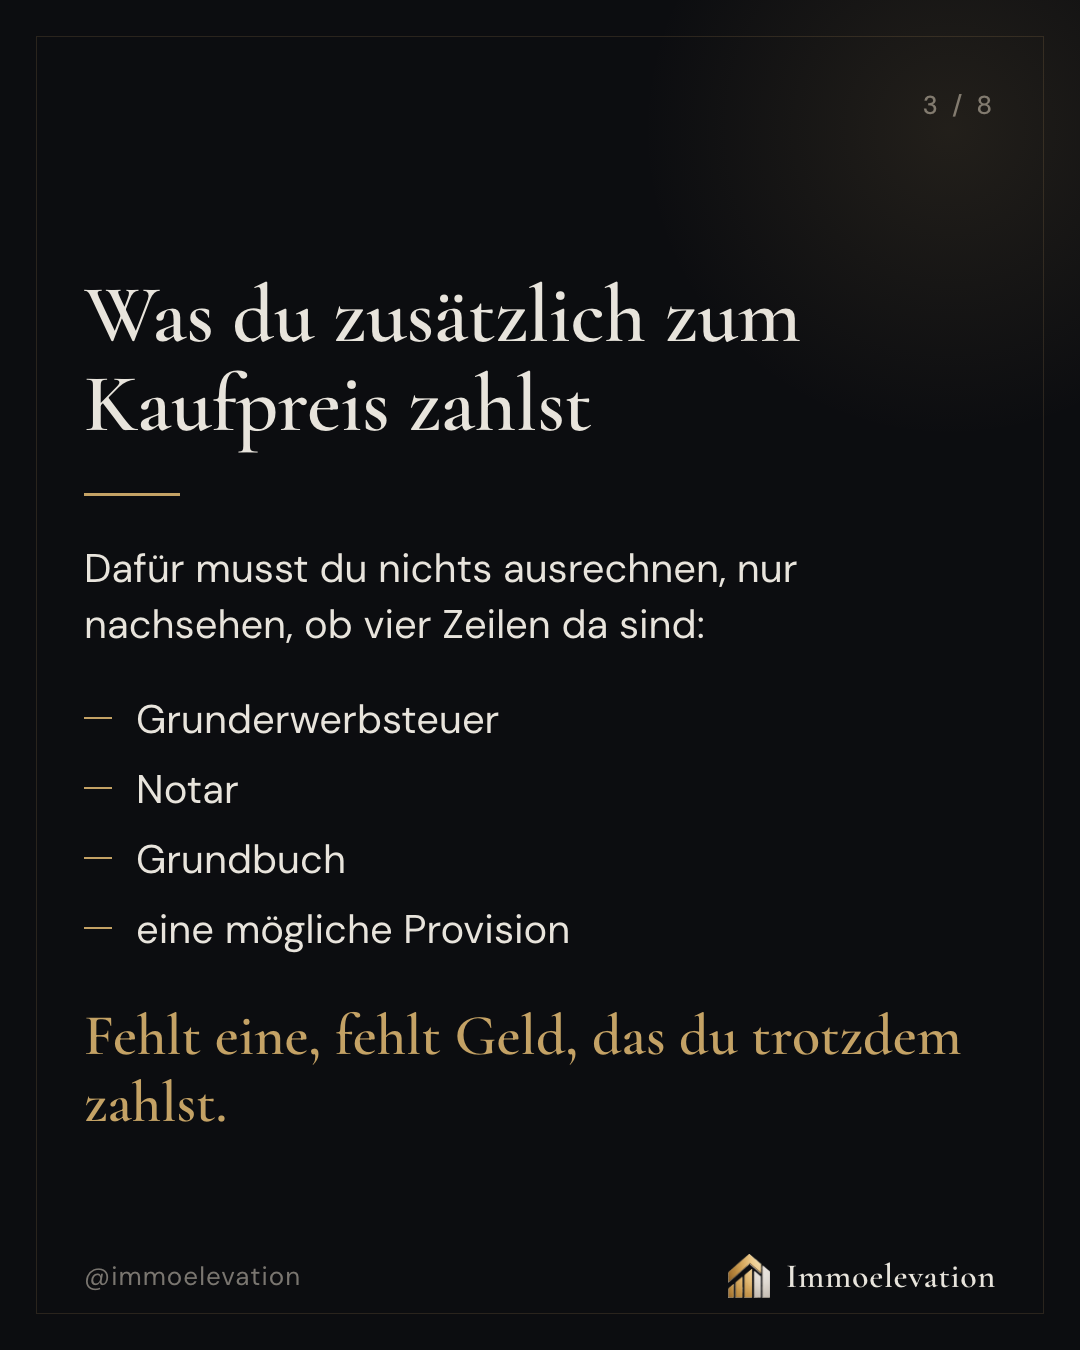 3 / 8
Was du zusätzlich zum
Kaufpreis zahlst
Dafür musst du nichts ausrechnen, nur
nachsehen, ob vier Zeilen da sind:
— Grunderwerbsteuer
— Notar
— Grundbuch
— eine mögliche Provision
Fehlt eine, fehlt Geld, das du trotzdem
zahlst.
@immoelevation
Immoelevation